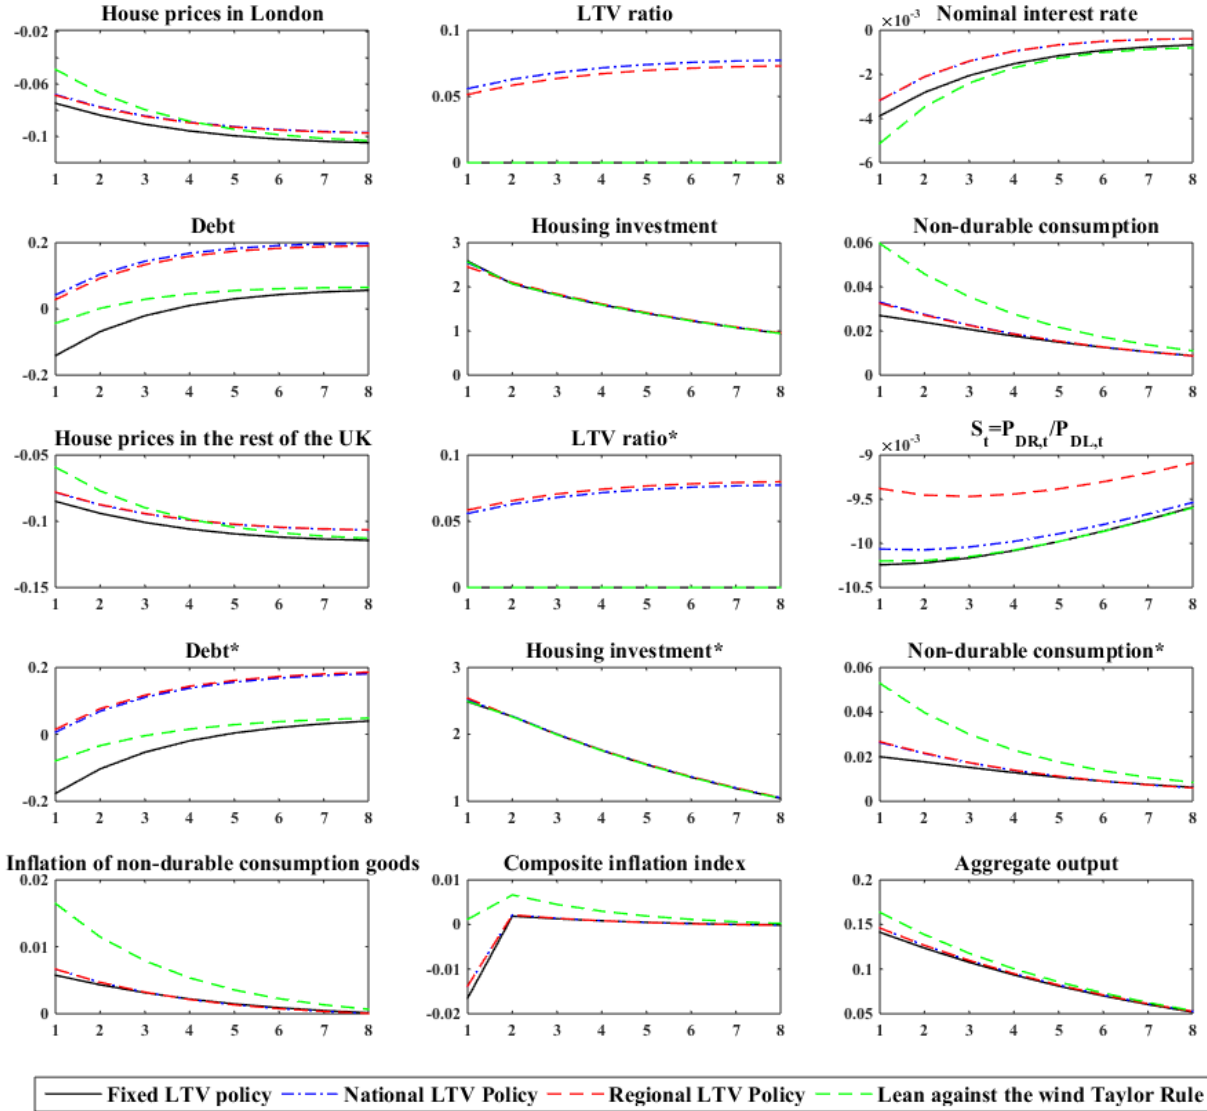 House prices in London LTV ratio Nominal interest rate
-0.02 0.1 ×10⁻³ 0
-0.06 0.05 -2
-0.1 -4
0 -6
1 2 3 4 5 6 7 8 1 2 3 4 5 6 7 8 1 2 3 4 5 6 7 8
Debt Housing investment Non-durable consumption
0.2 3 0.06
2 0.04
0 1 0.02
-0.2 0 0
1 2 3 4 5 6 7 8 1 2 3 4 5 6 7 8 1 2 3 4 5 6 7 8
House prices in the rest of the UK LTV ratio* S_t=P_DR,t/P_DL,t
-0.05 0.1 ×10⁻³ -9
-9.5
-0.1 0.05
-10
-0.15 0 -10.5
1 2 3 4 5 6 7 8 1 2 3 4 5 6 7 8 1 2 3 4 5 6 7 8
Debt* Housing investment* Non-durable consumption*
0.2 3 0.06
0.04
0 2 0.02
-0.2 1 0
1 2 3 4 5 6 7 8 1 2 3 4 5 6 7 8 1 2 3 4 5 6 7 8
Inflation of non-durable consumption goods Composite inflation index Aggregate output
0.02 0.01 0.2
0 0.15
0.01 -0.01 0.1
0 -0.02 0.05
1 2 3 4 5 6 7 8 1 2 3 4 5 6 7 8 1 2 3 4 5 6 7 8
Fixed LTV policy National LTV Policy Regional LTV Policy Lean against the wind Taylor Rule